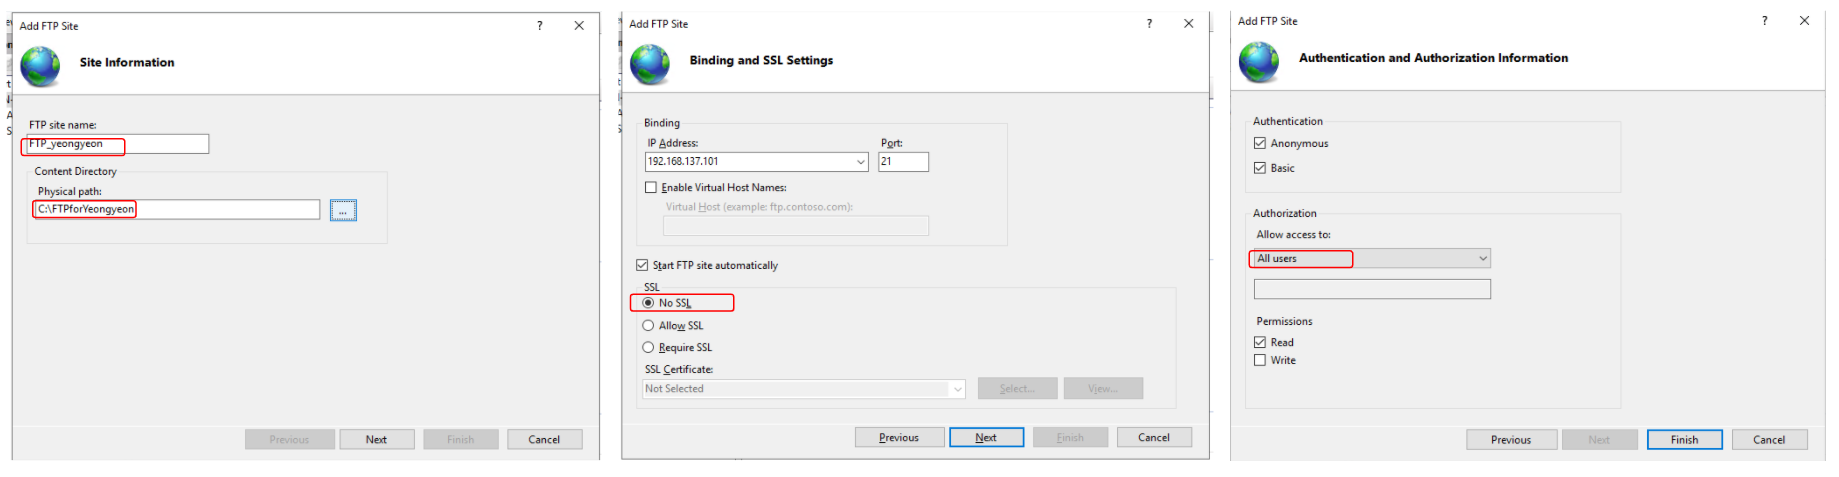 Add FTP Site
?
Site Information
FTP site name:
FTP_yeongyeon
Content Directory
Physical path:
C:\FTPforYeongyeon
...
Previous
Next
Finish
Cancel
Add FTP Site
?
Binding and SSL Settings
Binding
IP Address:
Port:
192.168.137.101
21
Enable Virtual Host Names:
Virtual Host (example: ftp.contoso.com):
Start FTP site automatically
SSL
No SSL
Allow SSL
Require SSL
SSL Certificate:
Not Selected
Select...
View...
Previous
Next
Finish
Cancel
Add FTP Site
?
Authentication and Authorization Information
Authentication
Anonymous
Basic
Authorization
Allow access to:
All users
Permissions
Read
Write
Previous
Next
Finish
Cancel